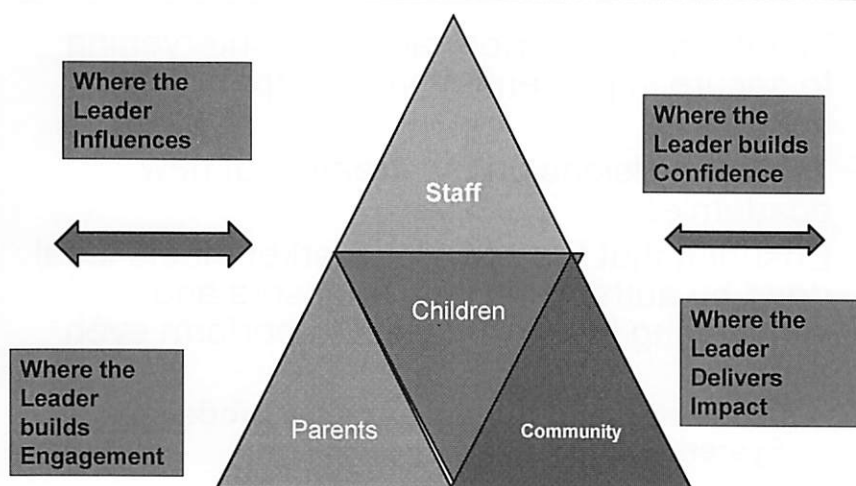 Where the
Leader
Influences
Where the
Leader builds
Confidence
Staff
Children
Where the
Leader
builds
Engagement
Parents
Community
Where the
Leader
Delivers
Impact